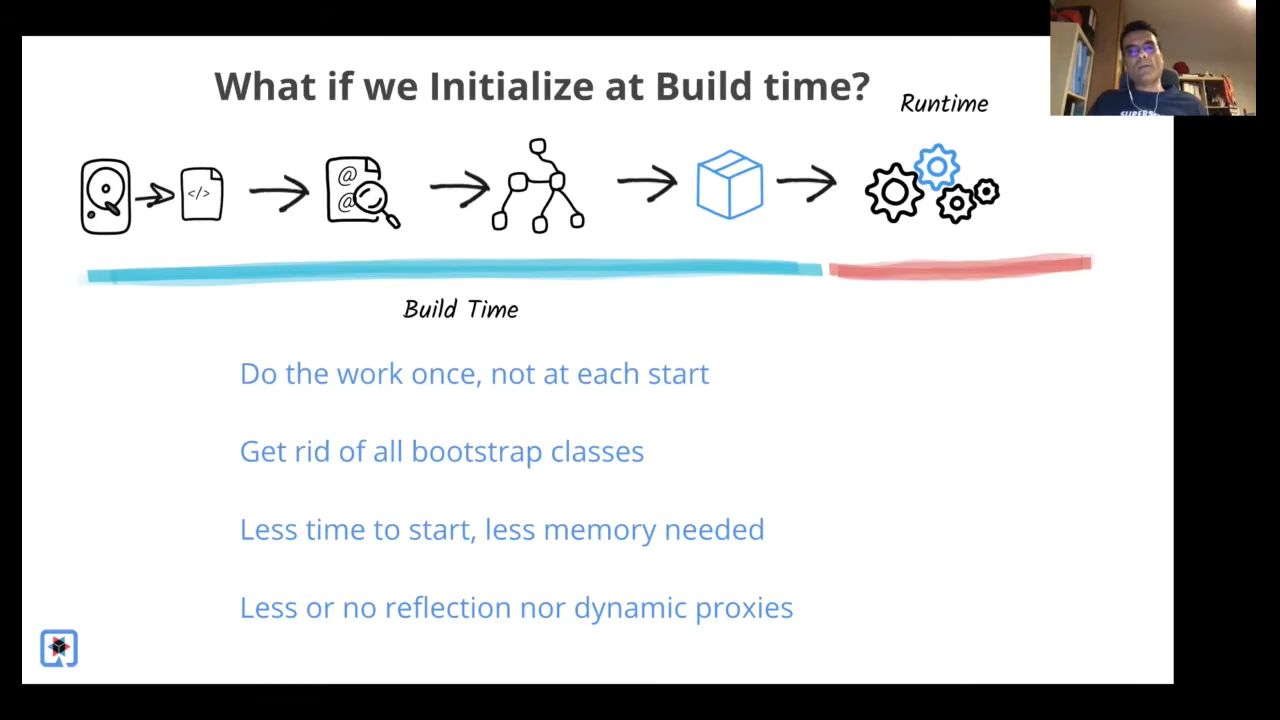 What if we Initialize at Build time?
Runtime
</>
@
@
Build Time
Do the work once, not at each start
Get rid of all bootstrap classes
Less time to start, less memory needed
Less or no reflection nor dynamic proxies